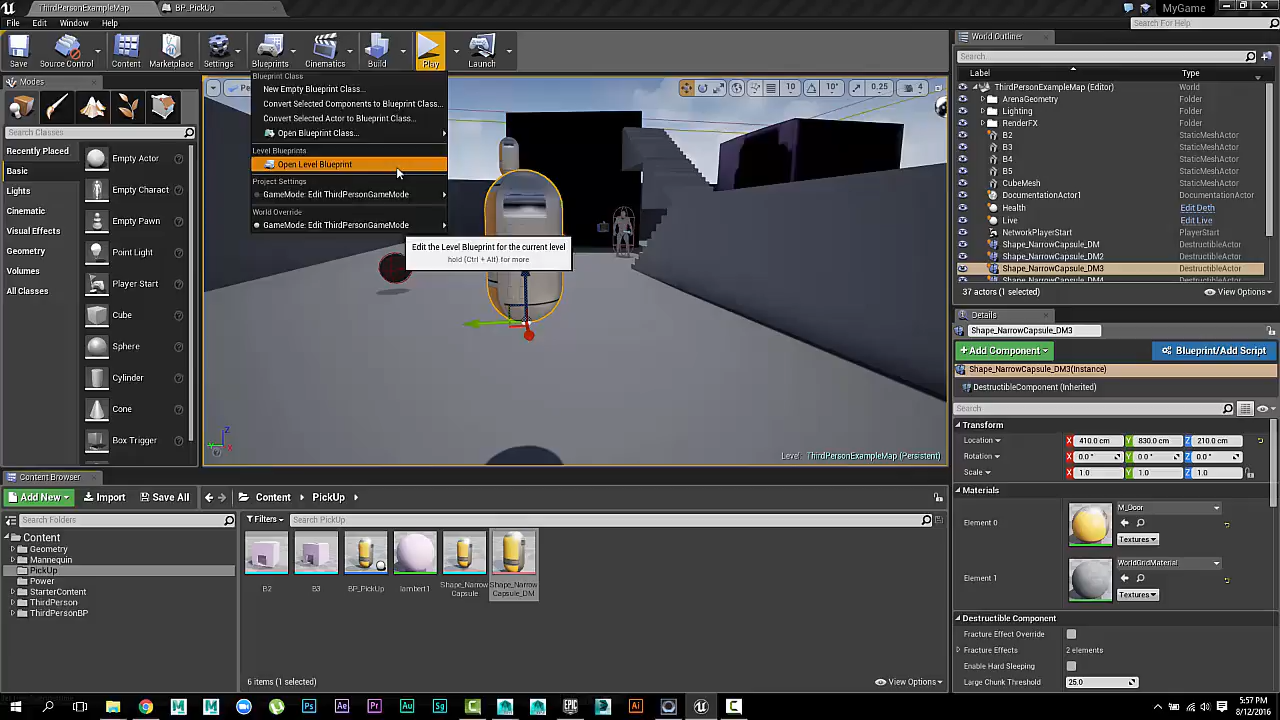 ThirdPersonExampleMap
BP_PickUp
MyGame
File Edit Window Help
Search For Help
Save
Source Control
Content
Marketplace
Settings
Blueprints
Cinematics
Build
Play
Launch
Modes
Search Classes
Recently Placed
Basic
Lights
Cinematic
Visual Effects
Geometry
Volumes
All Classes
Empty Actor
Empty Charact
Empty Pawn
Point Light
Player Start
Cube
Sphere
Cylinder
Cone
Box Trigger
Blueprint Class
New Empty Blueprint Class...
Convert Selected Components to Blueprint Class...
Convert Selected Actor to Blueprint Class...
Open Blueprint Class...
Level Blueprints
Open Level Blueprint
Project Settings
GameMode: Edit ThirdPersonGameMode
World Override
GameMode: Edit ThirdPersonGameMode
Edit the Level Blueprint for the current level
hold (Ctrl + Alt) for more
10
10°
0.25
4
Level: ThirdPersonExampleMap (Persistent)
World Outliner
Search
Label Type
ThirdPersonExampleMap (Editor) World
ArenaGeometry Folder
Lighting Folder
RenderFX Folder
B2 StaticMeshActor
B3 StaticMeshActor
B4 StaticMeshActor
B5 StaticMeshActor
CubeMesh StaticMeshActor
DocumentationActor1 DocumentationActor
Health Edit Deth
Live Edit Live
NetworkPlayerStart PlayerStart
Shape_NarrowCapsule_DM DestructibleActor
Shape_NarrowCapsule_DM2 DestructibleActor
Shape_NarrowCapsule_DM3 DestructibleActor
Shape_NarrowCapsule_DM4 DestructibleActor
37 actors (1 selected)
View Options
Details
Shape_NarrowCapsule_DM3
+Add Component
Blueprint/Add Script
Shape_NarrowCapsule_DM3(Instance)
DestructibleComponent (Inherited)
Search
Transform
Location X 410.0 cm Y 830.0 cm Z 210.0 cm
Rotation X 0.0 ° Y 0.0 ° Z 0.0 °
Scale X 1.0 Y 1.0 Z 1.0
Materials
Element 0
M_Door
Textures
Element 1
WorldGridMaterial
Textures
Destructible Component
Fracture Effect Override
Fracture Effects 2 elements
Enable Hard Sleeping
Large Chunk Threshold 25.0
Content Browser
Add New
Import
Save All
Content
PickUp
Search Folders
Filters
Search PickUp
Content
Geometry
Mannequin
PickUp
Power
StarterContent
ThirdPerson
ThirdPersonBP
B2
B3
BP_PickUp
lambert1
Shape_Narrow
Capsule
Shape_Narrow
Capsule_DM
6 items (1 selected)
View Options
5:57 PM
8/12/2016